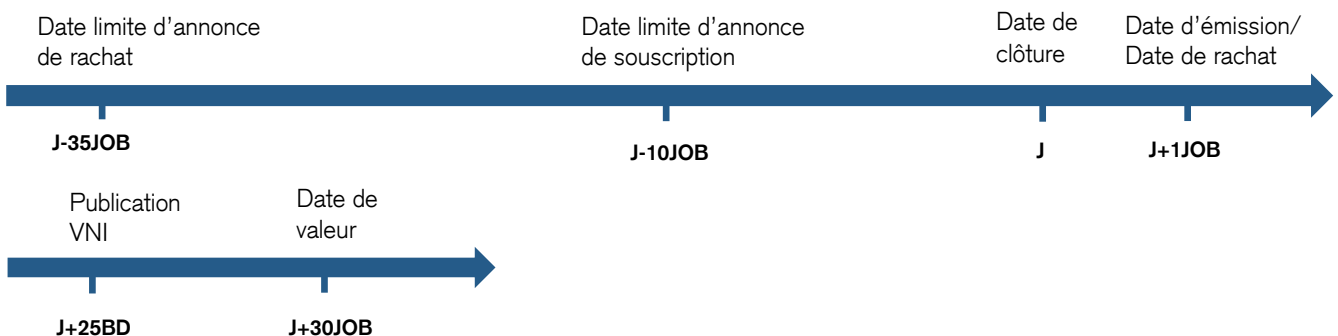 Date limite d’annonce
de rachat
Date limite d’annonce
de souscription
Date de
clôture
Date d’émission/
Date de rachat
J-35JOB
J-10JOB
J
J+1JOB
Publication
VNI
Date de
valeur
J+25BD
J+30JOB